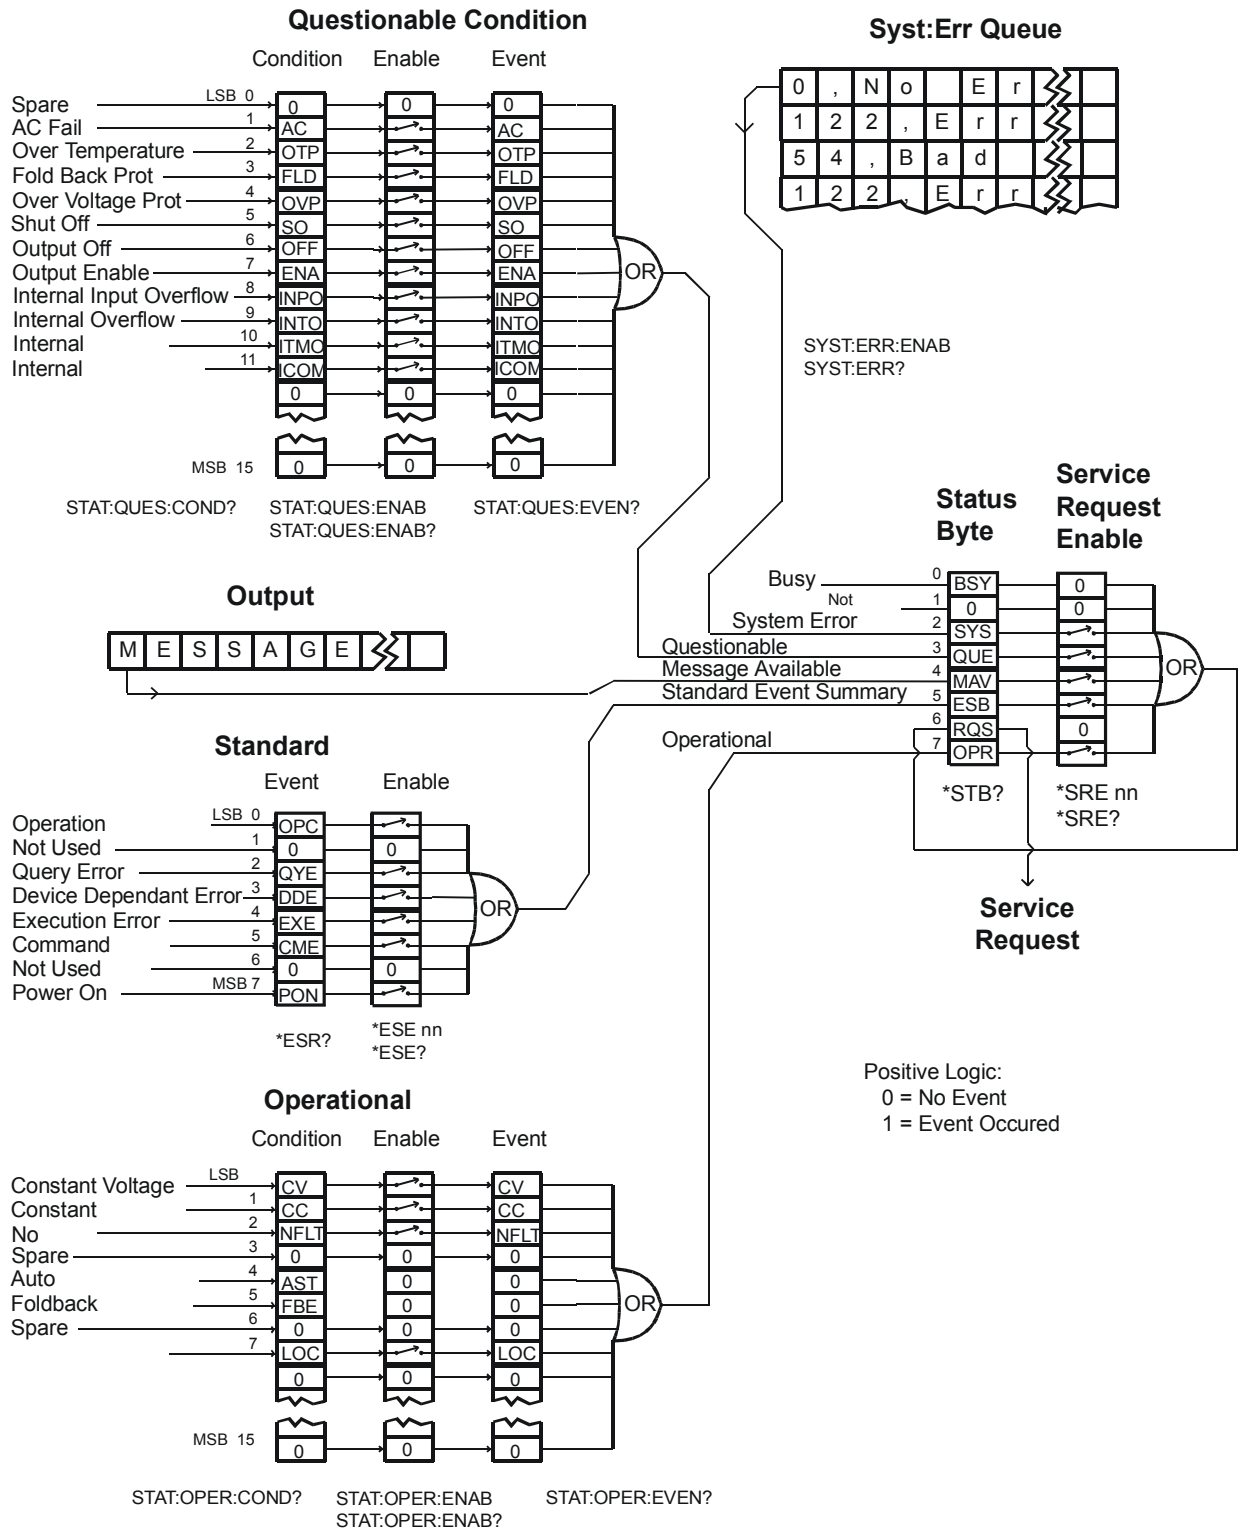 Questionable Condition
Condition Enable Event
Spare LSB 0 0 0 0
AC Fail 1 AC AC
Over Temperature 2 OTP OTP
Fold Back Prot 3 FLD FLD
Over Voltage Prot 4 OVP OVP
Shut Off 5 SO SO
Output Off 6 OFF OFF
Output Enable 7 ENA ENA
OR
Internal Input Overflow 8 INPO INPO
Internal Overflow 9 INTO INTO
Internal 10 ITMO ITMO
Internal 11 ICOM ICOM
0 0 0
MSB 15 0 0 0
STAT:QUES:COND? STAT:QUES:ENAB STAT:QUES:EVEN?
STAT:QUES:ENAB?
Syst:Err Queue
0 , N o E r
1 2 2 , E r r
5 4 , B a d
1 2 2 , E r r .
SYST:ERR:ENAB
SYST:ERR?
Output
M E S S A G E
Status
Byte
Service
Request
Enable
Busy 0 BSY 0
Not 1 0 0
System Error 2 SYS
Questionable 3 QUE
Message Available 4 MAV
OR
Standard Event Summary 5 ESB
6 RQS 0
Operational 7 OPR
*STB? *SRE nn
*SRE?
Service
Request
Standard
Event Enable
Operation LSB 0 OPC
Not Used 1 0 0
Query Error 2 QYE
Device Dependant Error 3 DDE
OR
Execution Error 4 EXE
Command 5 CME
Not Used 6 0 0
Power On MSB 7 PON
*ESR? *ESE nn
*ESE?
Positive Logic:
0 = No Event
1 = Event Occured
Operational
Condition Enable Event
Constant Voltage LSB CV CV
Constant 1 CC CC
No 2 NFLT NFLT
Spare 3 0 0 0
Auto 4 AST 0 0
Foldback 5 FBE 0 0
OR
Spare 6 0 0 0
7 LOC LOC
0 0 0
MSB 15 0 0 0
STAT:OPER:COND? STAT:OPER:ENAB STAT:OPER:EVEN?
STAT:OPER:ENAB?